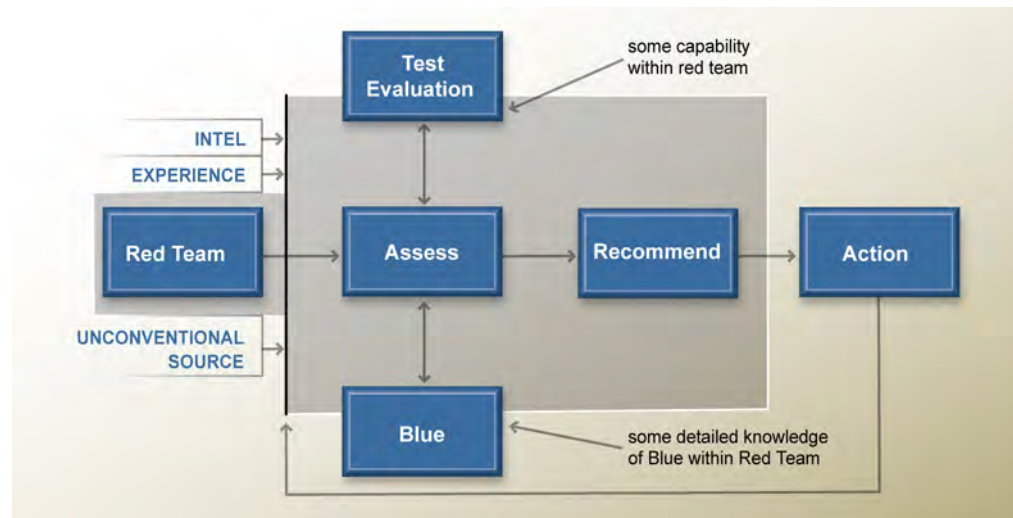 Test
Evaluation
some capability
within red team
INTEL
EXPERIENCE
Red Team
Assess
Recommend
Action
UNCONVENTIONAL
SOURCE
Blue
some detailed knowledge
of Blue within Red Team